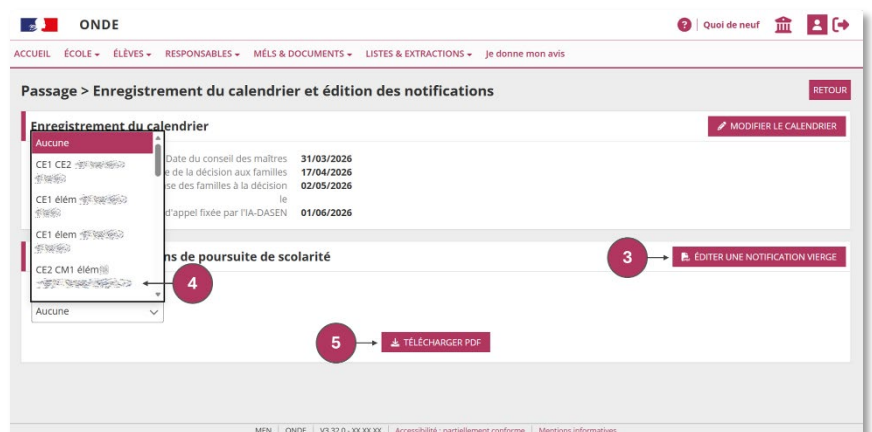 ONDE
? Quoi de neuf
ACCUEIL ÉCOLE ÉLÈVES RESPONSABLES MÉLS & DOCUMENTS LISTES & EXTRACTIONS Je donne mon avis
Passage > Enregistrement du calendrier et édition des notifications
RETOUR
Enregistrement du calendrier
MODIFIER LE CALENDRIER
Aucune
CE1 CE2
CE1 élém
CE1 élem
CE2 CM1 élém
Date du conseil des maîtres 31/03/2026
de la décision aux familles 17/04/2026
des familles à la décision 02/05/2026
le
d'appel fixée par l'IA-DASEN 01/06/2026
de poursuite de scolarité
3
ÉDITER UNE NOTIFICATION VIERGE
4
Aucune
5
TÉLÉCHARGER PDF
MEN | ONDE | V3.32.0 - XX.XX.XX | Accessibilité : partiellement conforme | Mentions informatives